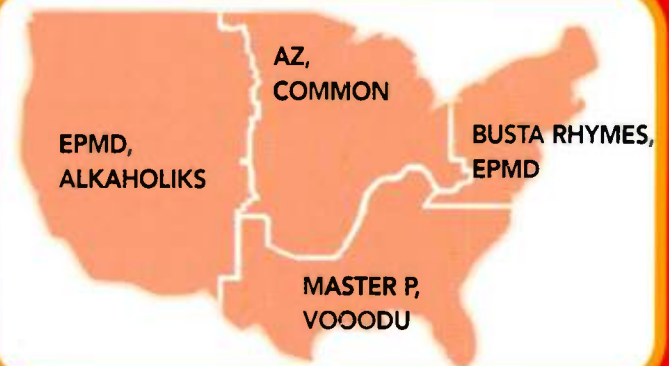 AZ,
COMMON
EPMD,
ALKAHOLIKS
BUSTA RHYMES,
EPMD
MASTER P,
VOOODU